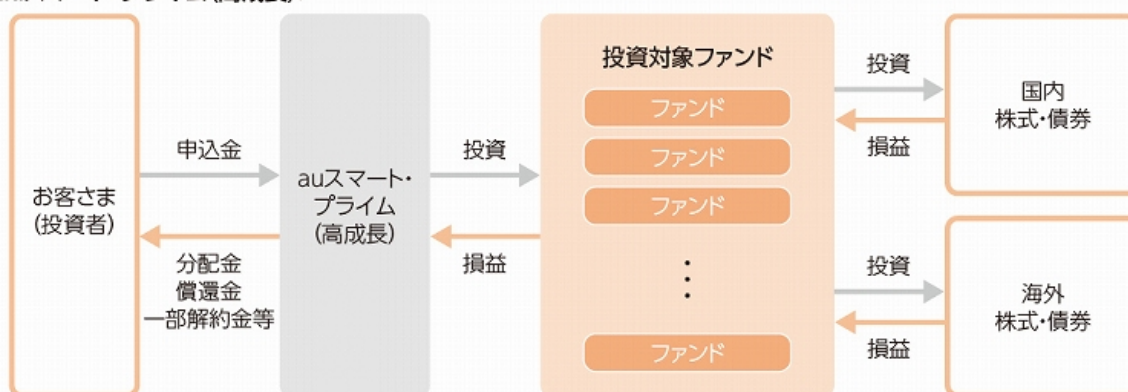 お客さま
(投資者)
申込金
分配金
償還金
一部解約金等
auスマート・
プライム
(高成長)
投資
損益
投資対象ファンド
ファンド
ファンド
ファンド
ファンド
投資
損益
国内
株式・債券
投資
損益
海外
株式・債券